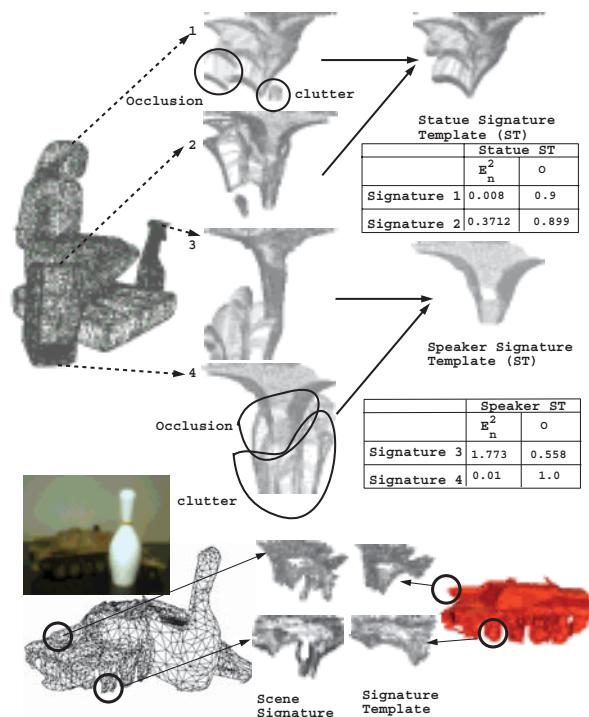 1
Occlusion
clutter
Statue Signature
Template (ST)
2
Statue ST
E 2 n O
Signature 1 0.008 0.9
Signature 2 0.3712 0.899
3
Speaker Signature
Template (ST)
4
Occlusion
Speaker ST
E 2 n O
Signature 3 1.773 0.558
Signature 4 0.01 1.0
clutter
Scene
Signature
Signature
Template